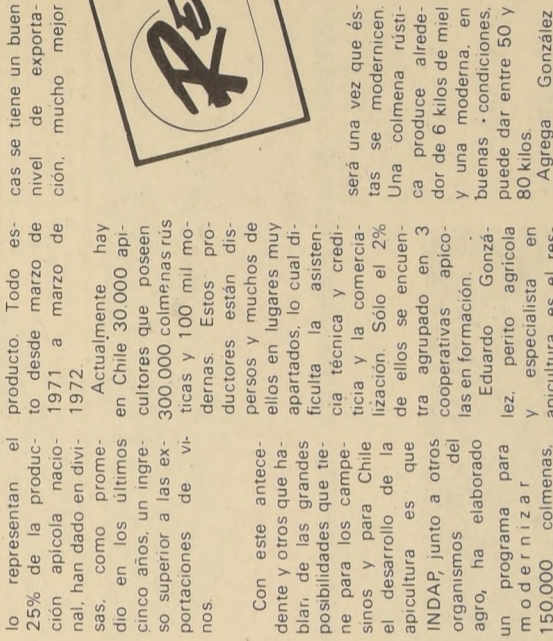 lo representan el
25% de la produc-
ción apícola nacio-
nal, han dado en divi-
sas, como prome-
dio en los últimos
cinco años, un ingre-
so superior a las ex-
portaciones de vi-
nos.
Con este antece-
dente y otros que ha-
blan de las grandes
posibilidades que tie-
ne para los campe-
sinos y para Chile
el desarrollo de la
apicultura es que
INDAP, junto a otros
organismos del
agro, ha elaborado
un programa para
modernizar
150.000 colmenas,
producto. Todo es-
to desde marzo de
1971 a marzo de
1972.
Actualmente hay
en Chile 30.000 api-
cultores que poseen
300.000 colmenas rús
ticas y 100 mil mo-
dernas. Estos pro-
ductores están dis-
persos y muchos de
ellos en lugares muy
apartados, lo cual di-
ficulta la asisten-
cia técnica y credi-
ticia y la comercia-
lización. Sólo el 2%
de ellos se encuen-
tra agrupado en 3
cooperativas apíco-
las en formación.
Eduardo Gonzá-
lez, perito agrícola
y especialista en
apicultura es el res-
cas se tiene un buen
nivel de exporta-
ción, mucho mejor
será una vez que és-
tas se modernicen.
Una colmena rústi-
ca produce alrede-
dor de 6 kilos de miel
y una moderna, en
buenas condiciones,
puede dar entre 50 y
80 kilos.
Agrega González